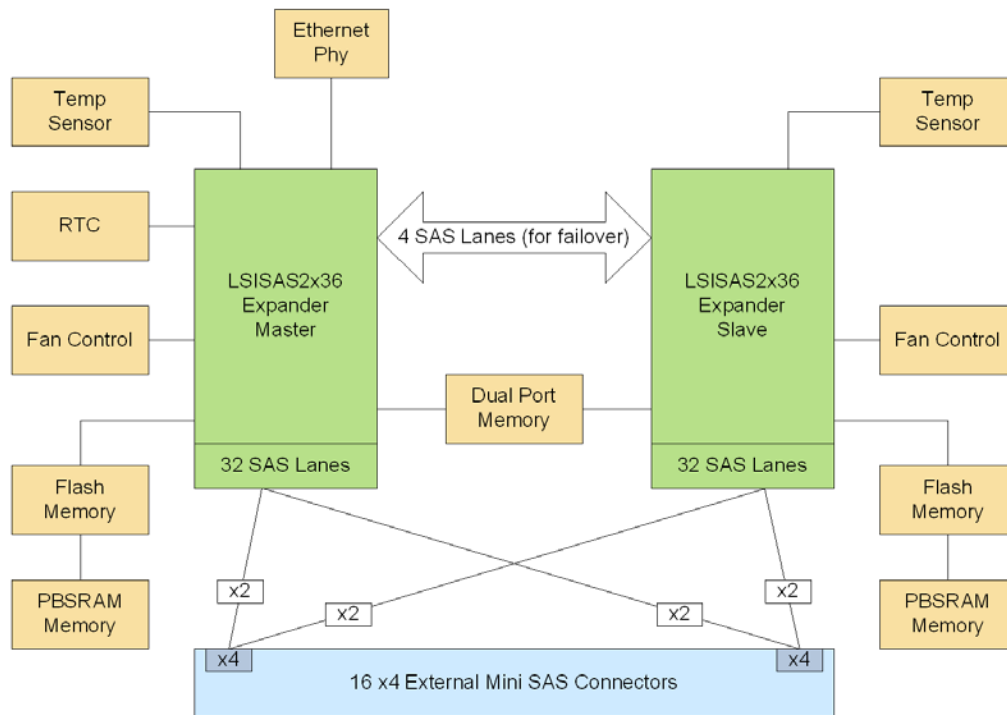 Ethernet
Phy
Temp
Sensor
Temp
Sensor
RTC
4 SAS Lanes (for failover)
LSISAS2x36
Expander
Master
LSISAS2x36
Expander
Slave
Fan Control
Fan Control
Dual Port
Memory
32 SAS Lanes
32 SAS Lanes
Flash
Memory
Flash
Memory
PBSRAM
Memory
x2
x2
x2
x2
PBSRAM
Memory
x4
x4
16 x4 External Mini SAS Connectors